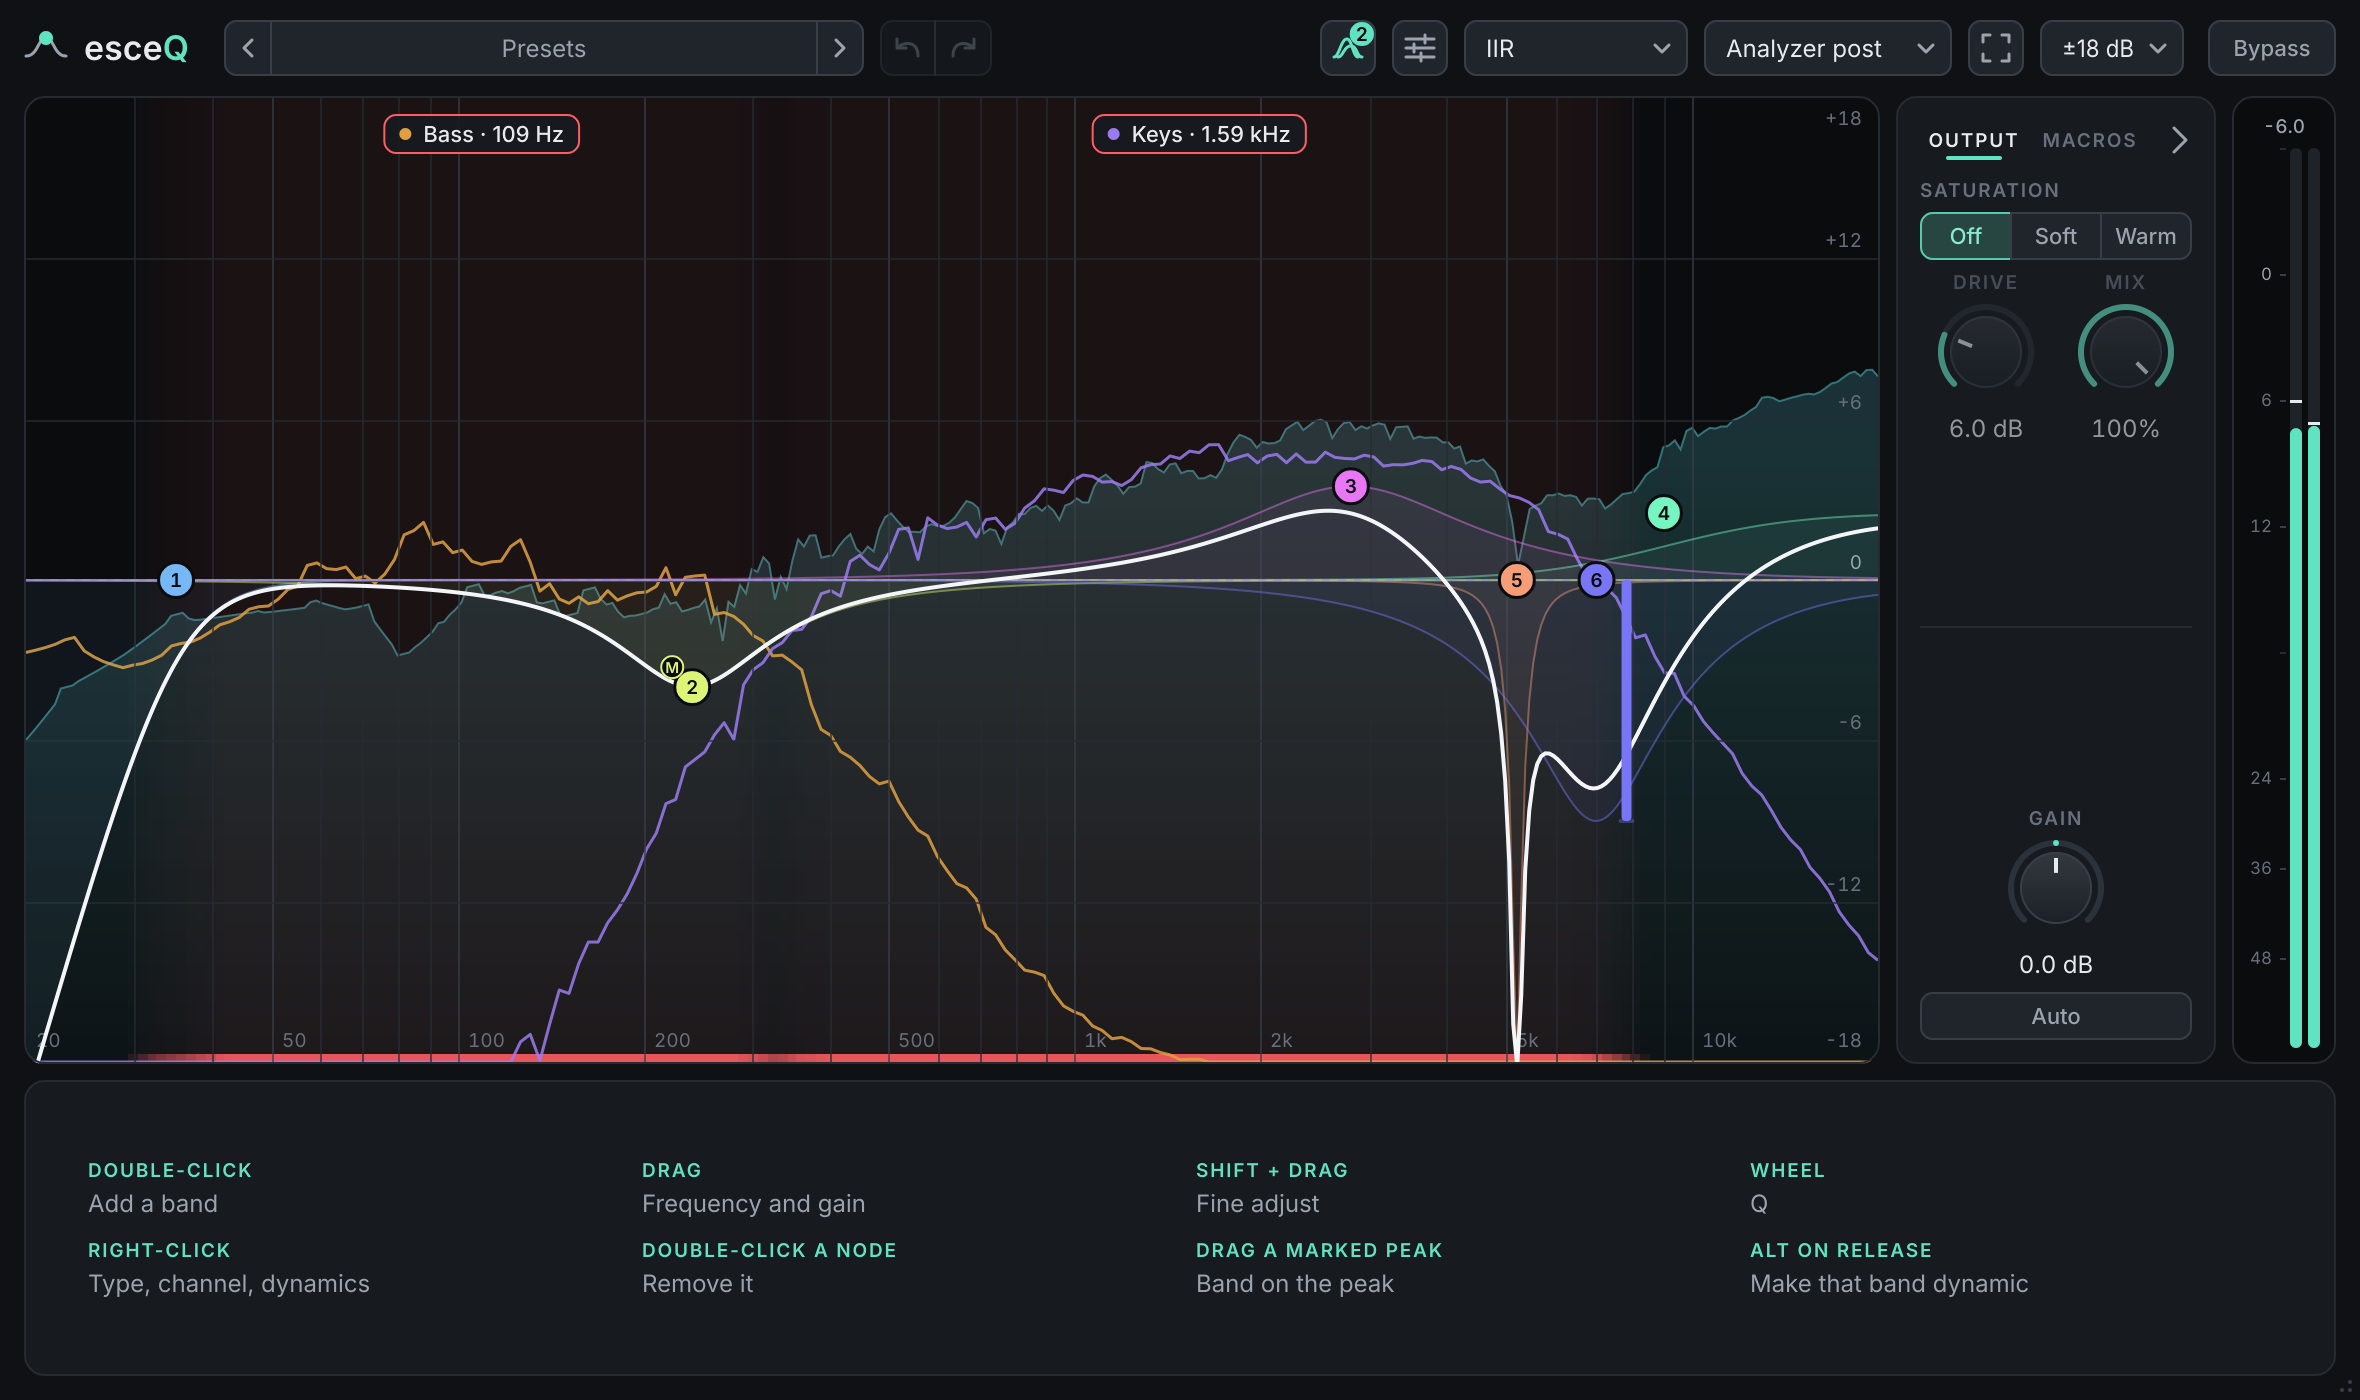 esceQ
Presets
2
IIR
Analyzer post
±18 dB
Bypass
Bass · 109 Hz
Keys · 1.59 kHz
+18
+12
+6
0
-6
-12
-18
1
2
M
3
4
5
6
20
50
100
200
500
1k
2k
5k
10k
OUTPUT
MACROS
SATURATION
Off
Soft
Warm
DRIVE
MIX
6.0 dB
100%
GAIN
0.0 dB
Auto
-6.0
0
6
12
24
36
48
DOUBLE-CLICK
Add a band
DRAG
Frequency and gain
SHIFT + DRAG
Fine adjust
WHEEL
Q
RIGHT-CLICK
Type, channel, dynamics
DOUBLE-CLICK A NODE
Remove it
DRAG A MARKED PEAK
Band on the peak
ALT ON RELEASE
Make that band dynamic